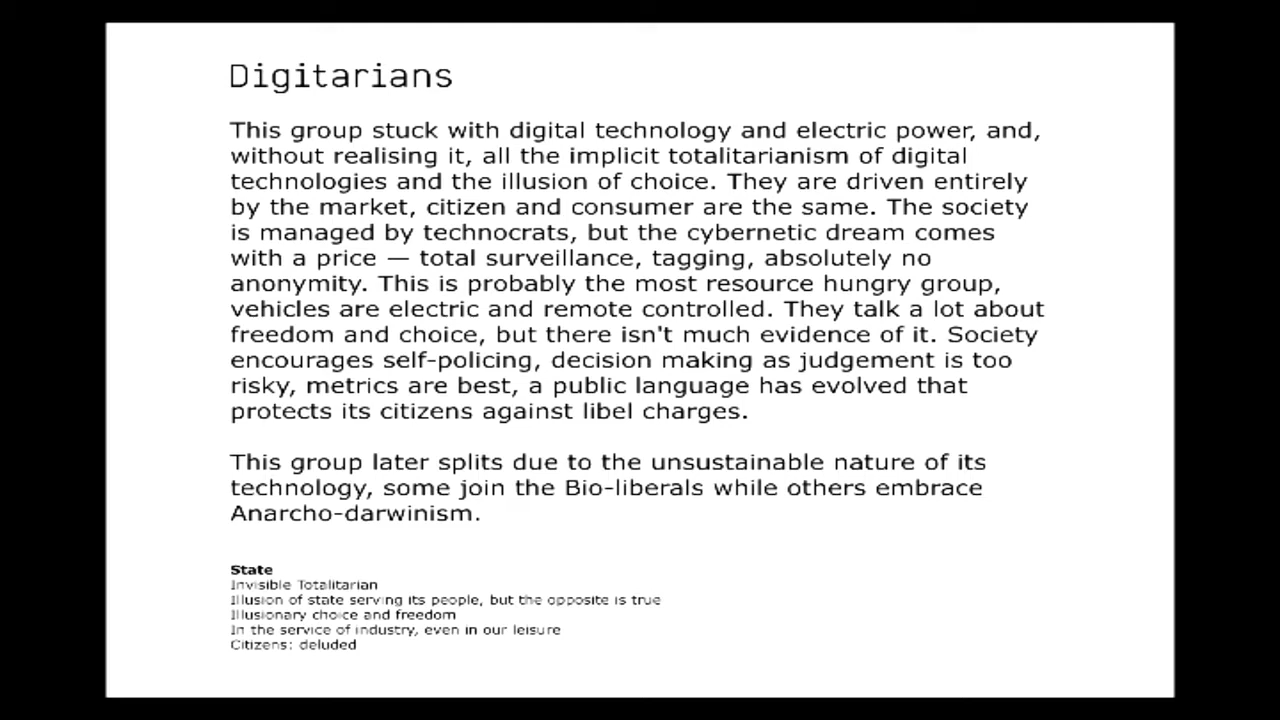 Digitarians
This group stuck with digital technology and electric power, and,
without realising it, all the implicit totalitarianism of digital
technologies and the illusion of choice. They are driven entirely
by the market, citizen and consumer are the same. The society
is managed by technocrats, but the cybernetic dream comes
with a price — total surveillance, tagging, absolutely no
anonymity. This is probably the most resource hungry group,
vehicles are electric and remote controlled. They talk a lot about
freedom and choice, but there isn't much evidence of it. Society
encourages self-policing, decision making as judgement is too
risky, metrics are best, a public language has evolved that
protects its citizens against libel charges.
This group later splits due to the unsustainable nature of its
technology, some join the Bio-liberals while others embrace
Anarcho-darwinism.
State
Invisible Totalitarian
Illusion of state serving its people, but the opposite is true
Illusionary choice and freedom
In the service of industry, even in our leisure
Citizens: deluded